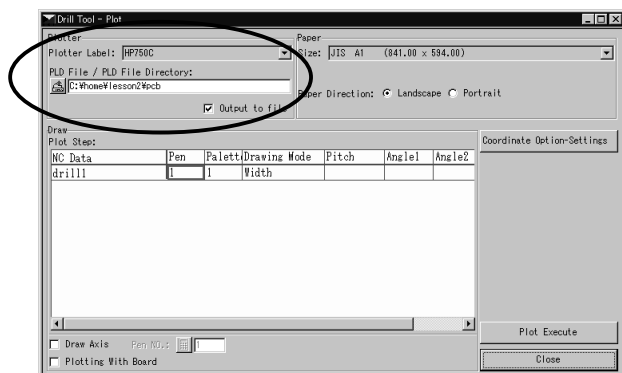 Drill Tool - Plot
Plotter
Plotter Label: HP750C
PLD File / PLD File Directory:
C:¥home¥lesson2¥pcb
Output to file
Paper
Size: JIS A1 (841.00 x 594.00)
Paper Direction: Landscape Portrait
Draw
Plot Step:
NC Data Pen Palett Drawing Mode Pitch Angle1 Angle2
drill1 1 1 Width
Coordinate Option-Settings
Draw Axis Pen NO.: 1
Plotting With Board
Plot Execute
Close